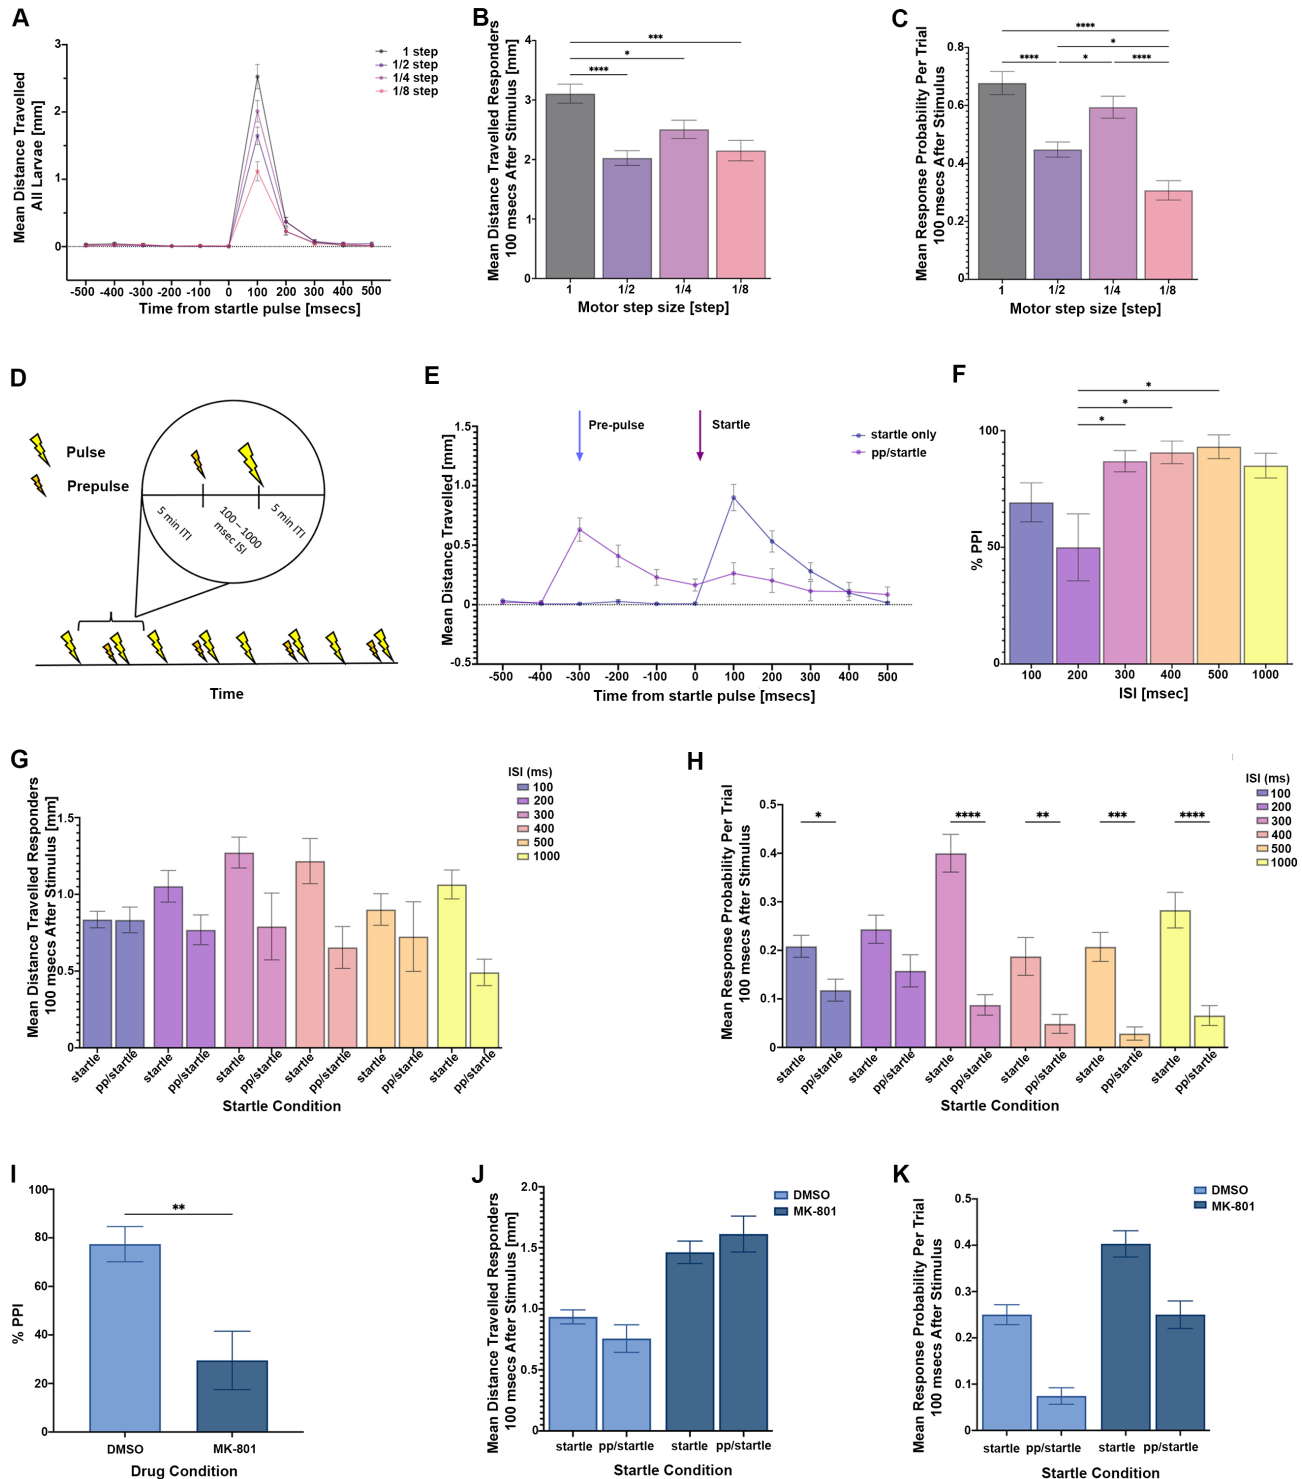 A
Mean Distance Travelled
All Larvae [mm]
3
2
1
0
-500 -400 -300 -200 -100 0 100 200 300 400 500
Time from startle pulse [msecs]
1 step
1/2 step
1/4 step
1/8 step
B
Mean Distance Travelled Responders
100 msecs After Stimulus [mm]
4
3
2
1
0
***
*
****
1 1/2 1/4 1/8
Motor step size [step]
C
Mean Response Probability Per Trial
100 msecs After Stimulus
0.8
0.6
0.4
0.2
0
****
*
**** * ****
1 1/2 1/4 1/8
Motor step size [step]
D
Pulse
Prepulse
5 min ITI
100 – 1000
msec ISI
5 min ITI
Time
E
Mean Distance Travelled [mm]
1.5
1.0
0.5
0
-0.5
Pre-pulse
Startle
startle only
pp/startle
-500 -400 -300 -200 -100 0 100 200 300 400 500
Time from startle pulse [msecs]
F
% PPI
100
50
0
*
*
*
100 200 300 400 500 1000
ISI [msec]
G
Mean Distance Travelled Responders
100 msecs After Stimulus [mm]
1.5
1.0
0.5
0
ISI (ms)
100
200
300
400
500
1000
startle pp/startle startle pp/startle startle pp/startle startle pp/startle startle pp/startle startle pp/startle
Startle Condition
H
Mean Response Probability Per Trial
100 msecs After Stimulus
0.5
0.4
0.3
0.2
0.1
0
* **** ** *** ****
ISI (ms)
100
200
300
400
500
1000
startle pp/startle startle pp/startle startle pp/startle startle pp/startle startle pp/startle startle pp/startle
Startle Condition
I
% PPI
100
80
60
40
20
0
**
DMSO MK-801
Drug Condition
J
Mean Distance Travelled Responders
100 msecs After Stimulus [mm]
2.0
1.5
1.0
0.5
0
DMSO
MK-801
startle pp/startle startle pp/startle
Startle Condition
K
Mean Response Probability Per Trial
100 msecs After Stimulus
0.5
0.4
0.3
0.2
0.1
0
DMSO
MK-801
startle pp/startle startle pp/startle
Startle Condition